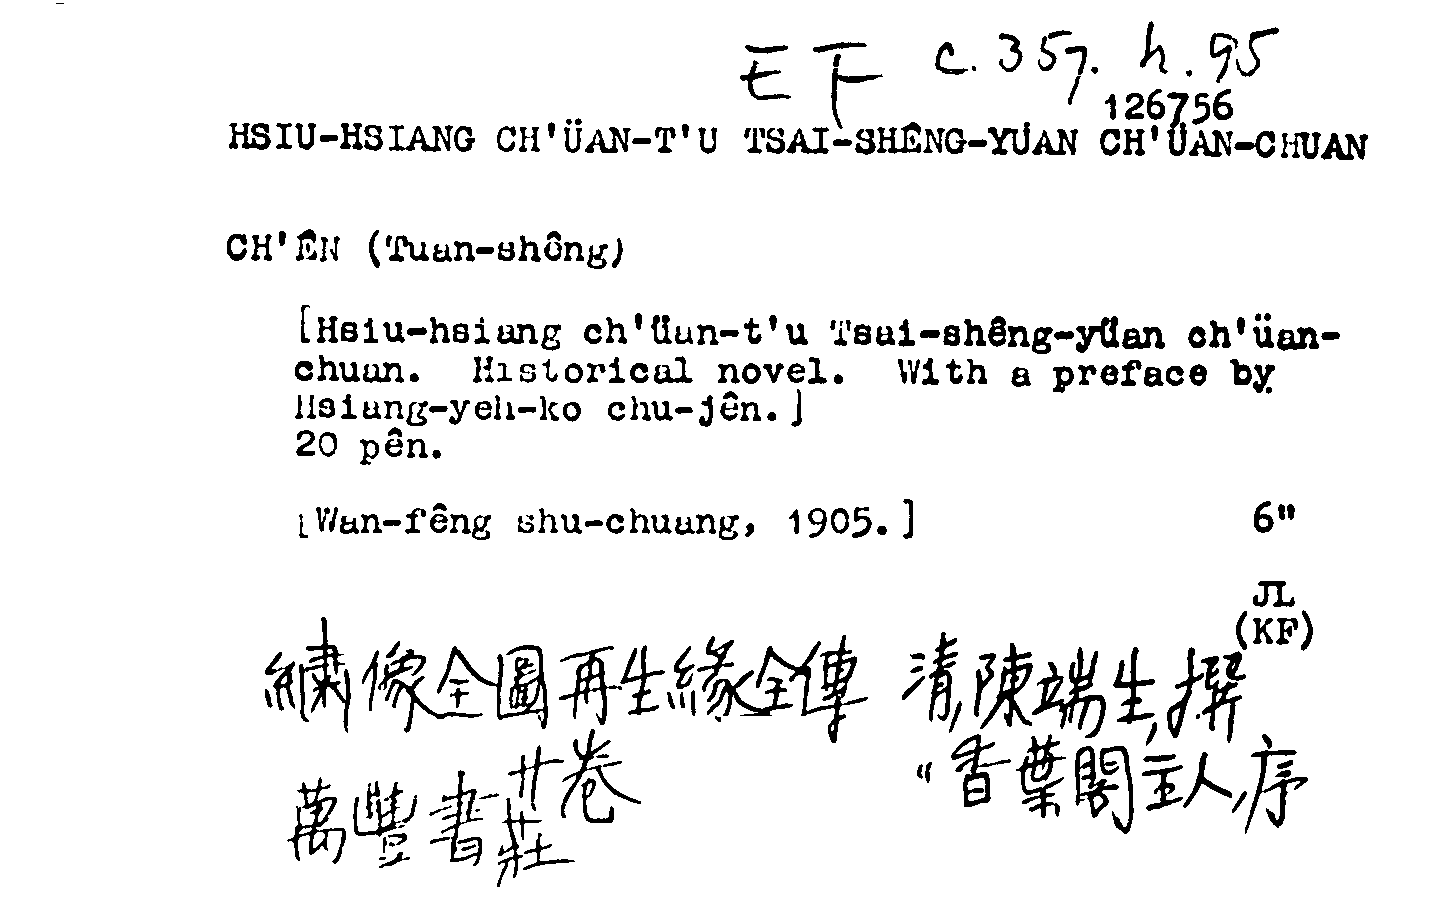 E F c.357. h.95
126756
HSIU-HSIANG CH'ÜAN-T'U TSAI-SHÊNG-YÜAN CH'ÜAN-CHUAN
CH'ÊN (Tuan-shêng)
[Hsiu-hsiang ch'üan-t'u Tsai-shêng-yüan ch'üan-
chuan. Historical novel. With a preface by
Hsiang-yeh-ko chu-jên.]
20 pên.
[Wan-fêng shu-chuang, 1905.] 6"
JL
(KF)
繡像全圖再生緣全傳 清,陳端生,撰
廿卷 " 香葉閣主人,序
萬豐書莊